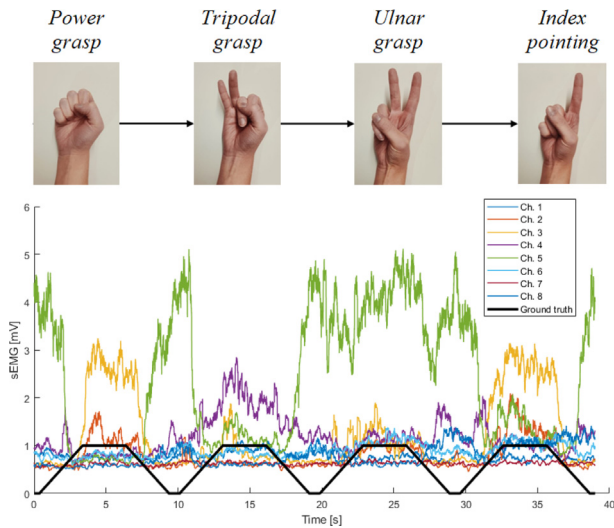 Power
grasp
Tripodal
grasp
Ulnar
grasp
Index
pointing
6
5
4
3
2
1
0
sEMG [mV]
Ch. 1
Ch. 2
Ch. 3
Ch. 4
Ch. 5
Ch. 6
Ch. 7
Ch. 8
Ground truth
0 5 10 15 20 25 30 35 40
Time [s]